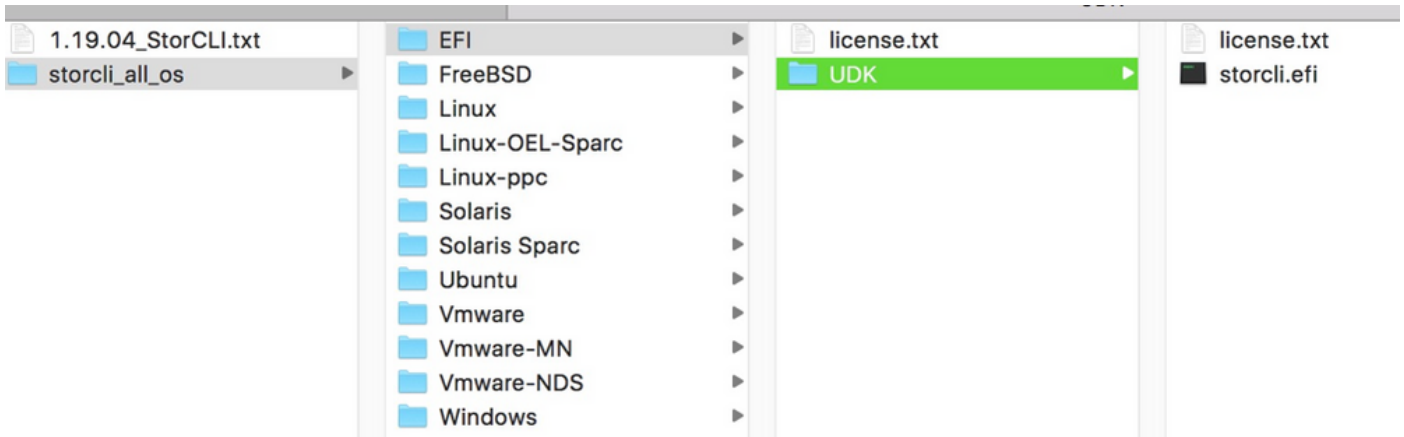 1.19.04_StorCLI.txt
storcli_all_os
EFI
FreeBSD
Linux
Linux-OEL-Sparc
Linux-ppc
Solaris
Solaris Sparc
Ubuntu
Vmware
Vmware-MN
Vmware-NDS
Windows
license.txt
UDK
license.txt
storcli.efi